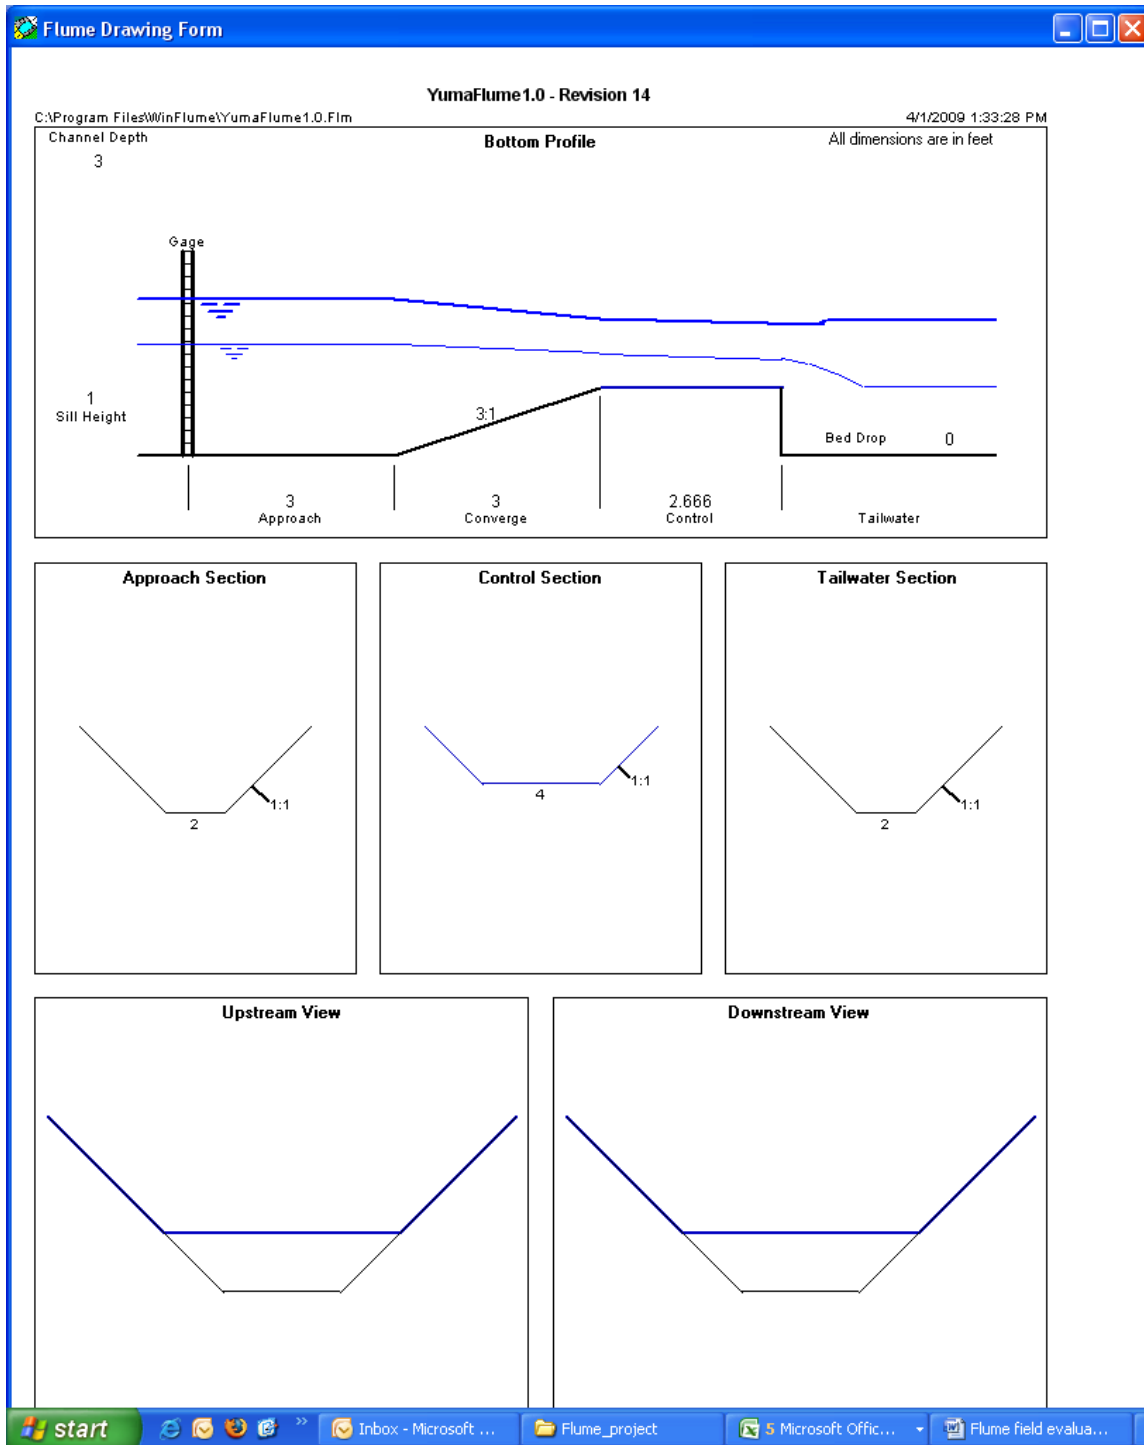 Flume Drawing Form
YumaFlume1.0 - Revision 14
C:\Program Files\WinFlume\YumaFlume1.0.Flm
4/1/2009 1:33:28 PM
Channel Depth
3
Bottom Profile
All dimensions are in feet
Gage
1
Sill Height
3:1
Bed Drop 0
3
Approach
3
Converge
2.666
Control
Tailwater
Approach Section
1:1
2
Control Section
1:1
4
Tailwater Section
1:1
2
Upstream View
Downstream View
start
Inbox - Microsoft ...
Flume_project
5 Microsoft Offic...
Flume field evalua...